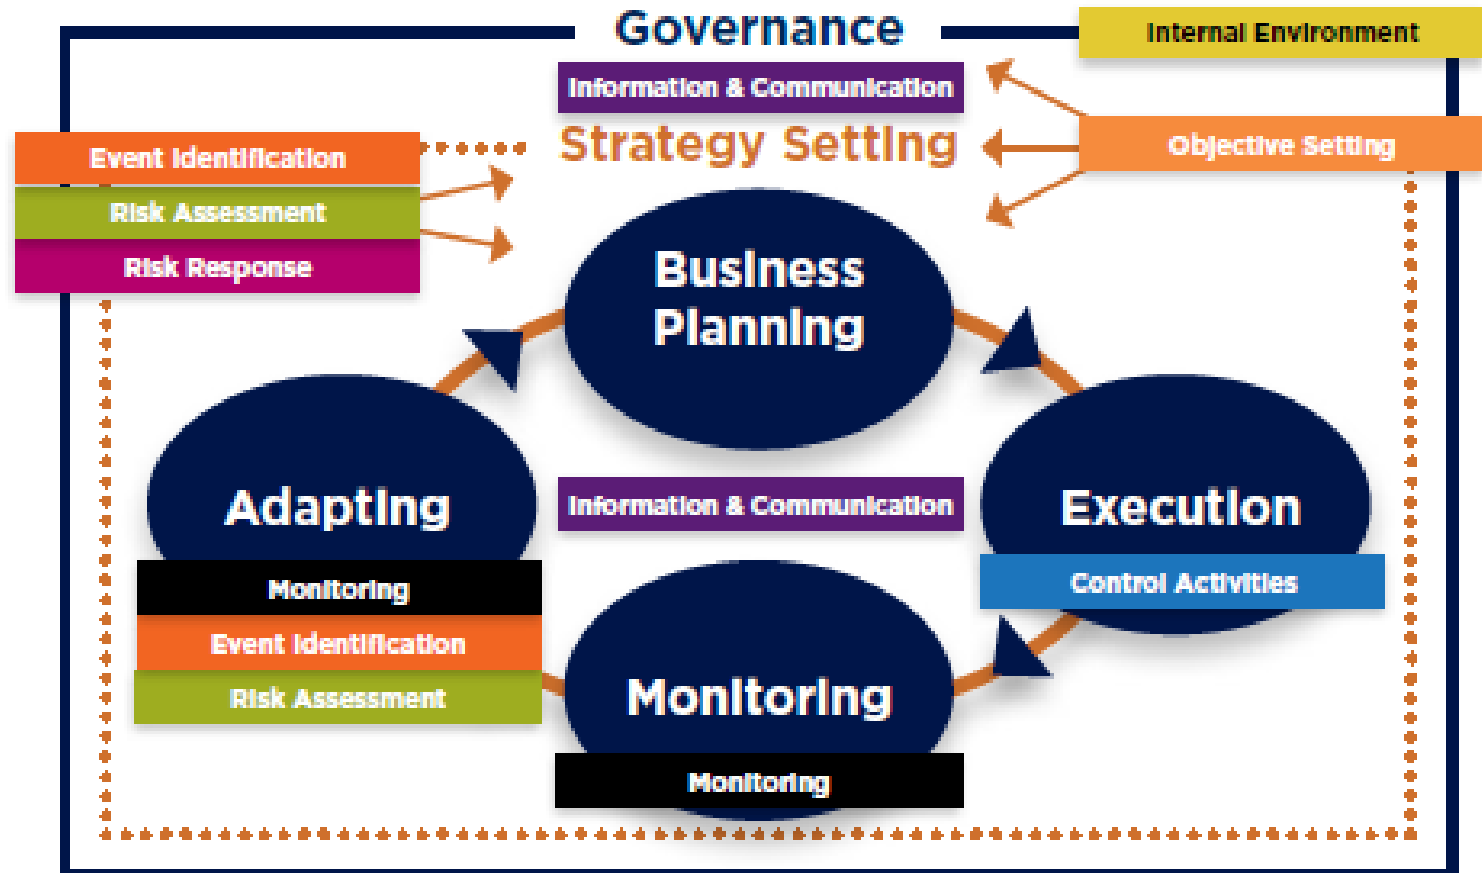 Governance
Internal Environment
Information & Communication
Strategy Setting
Objective Setting
Event Identification
Risk Assessment
Risk Response
Business
Planning
Adapting
Information & Communication
Execution
Monitoring
Control Activities
Event Identification
Risk Assessment
Monitoring
Monitoring